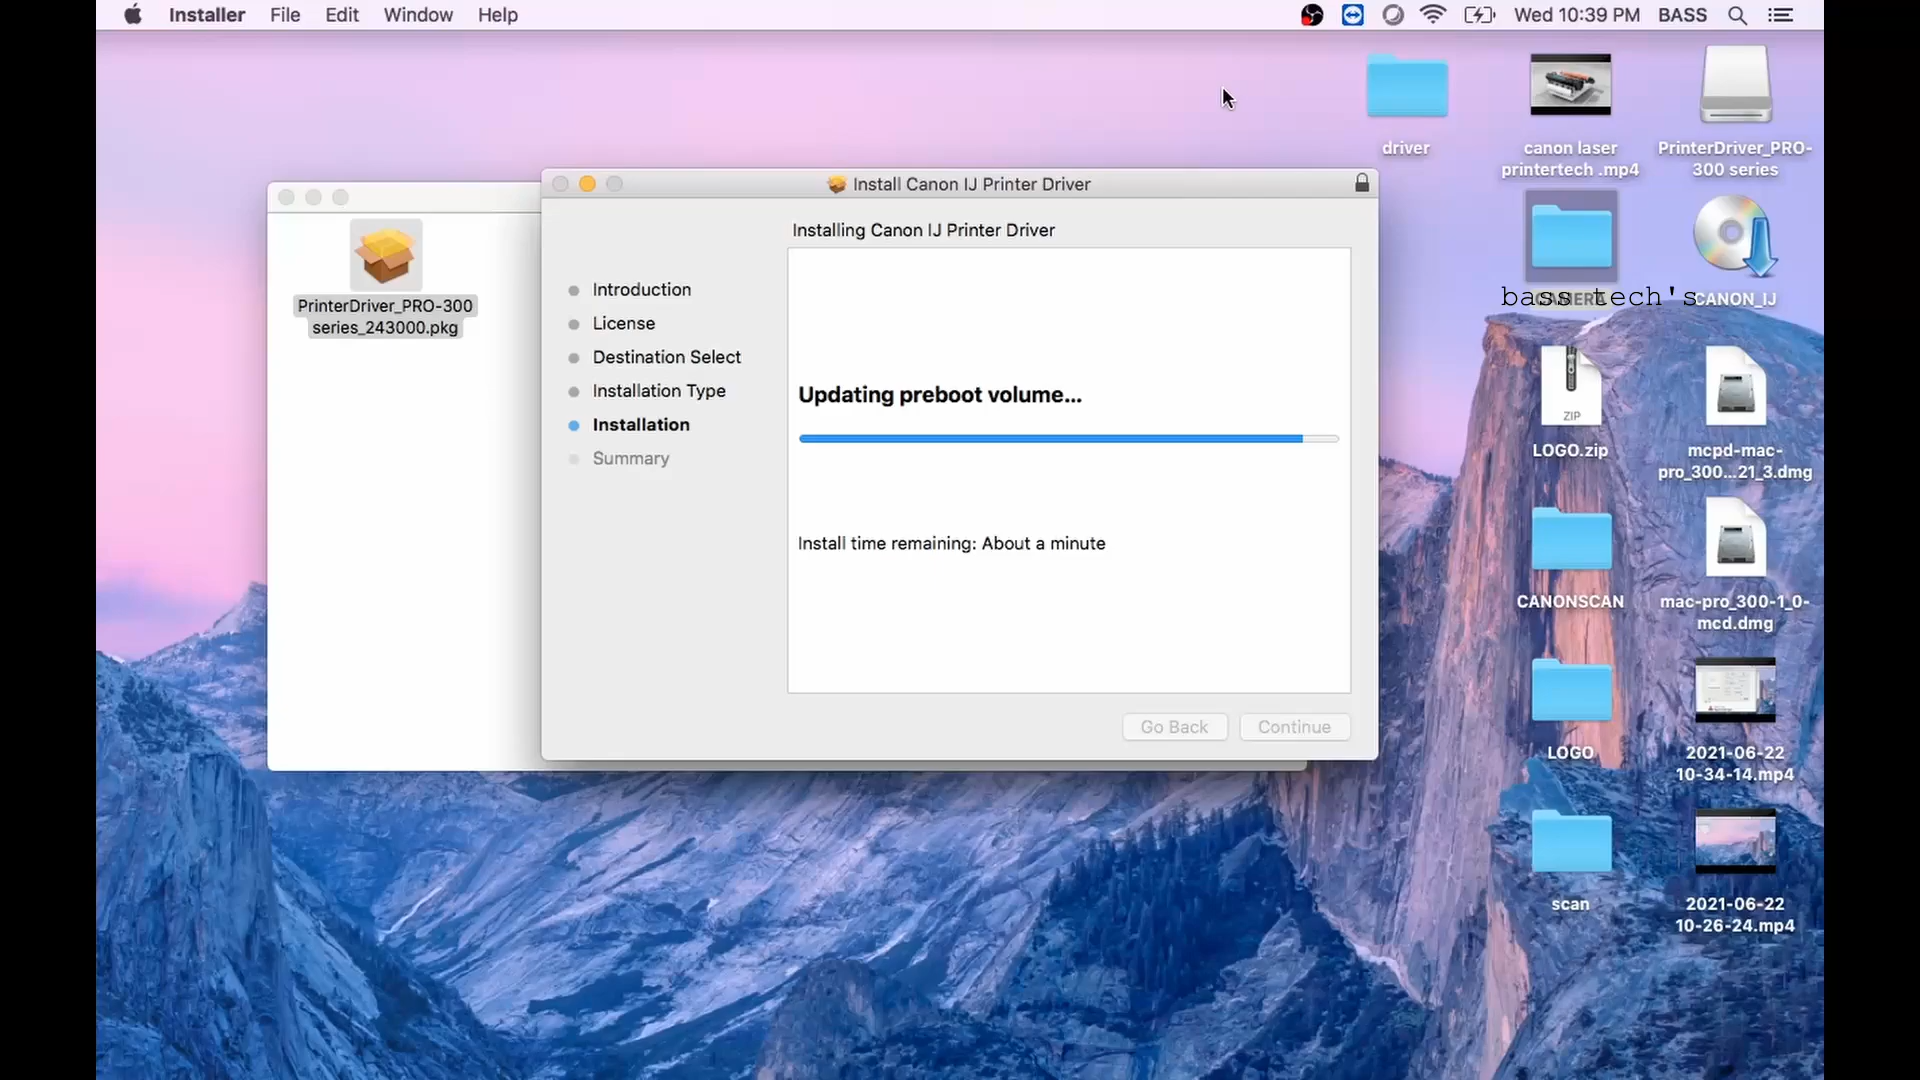 Installer File Edit Window Help
Wed 10:39 PM BASS
driver
canon laser
printertech .mp4
PrinterDriver_PRO-
300 series
PrinterDriver_PRO-300
series_243000.pkg
Install Canon IJ Printer Driver
Installing Canon IJ Printer Driver
Introduction
License
Destination Select
Installation Type
Installation
Summary
Updating preboot volume...
Install time remaining: About a minute
Go Back
Continue
CAMERA
bass tech's
CANON_IJ
ZIP
LOGO.zip
mcpd-mac-
pro_300...21_3.dmg
CANONSCAN
mac-pro_300-1_0-
mcd.dmg
LOGO
2021-06-22
10-34-14.mp4
scan
2021-06-22
10-26-24.mp4